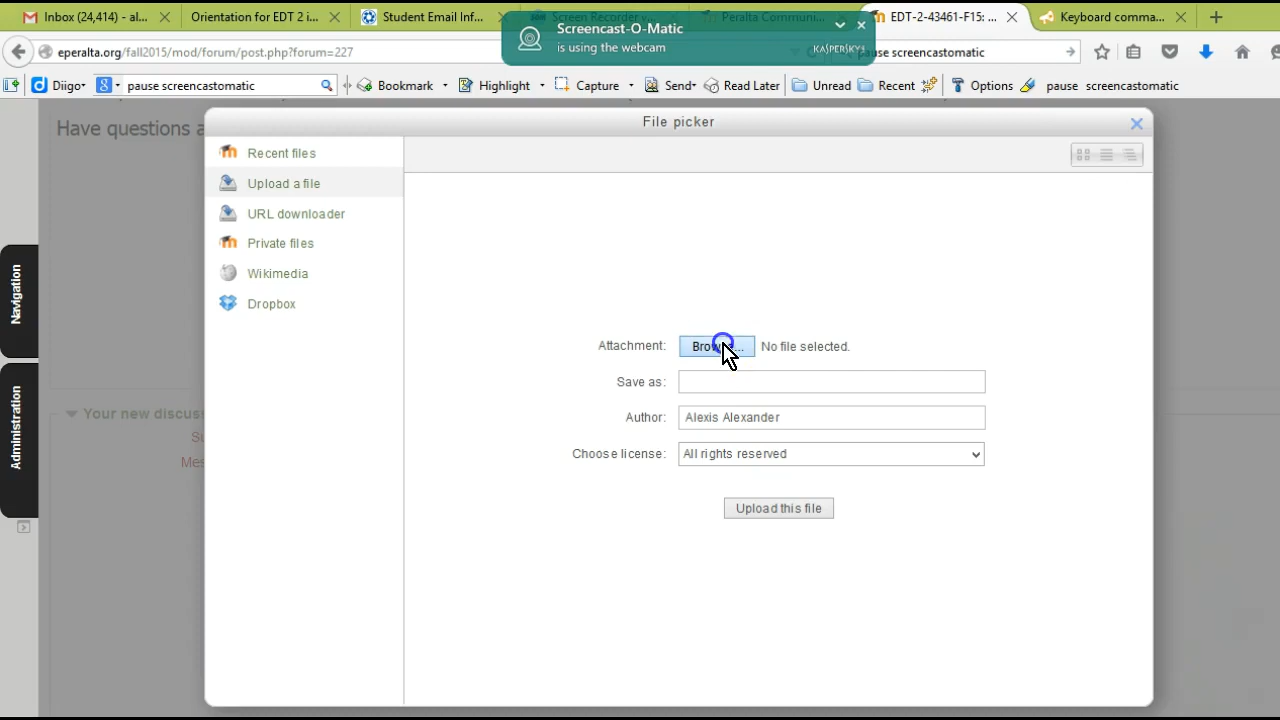 Inbox (24,414) - al...
Orientation for EDT 2 i...
Student Email Inf...
EDT-2-43461-F15: ...
Keyboard comma...
Screencast-O-Matic
is using the webcam
KASPERSKY
eperalta.org/fall2015/mod/forum/post.php?forum=227
pause screencastomatic
Diigo
pause screencastomatic
Bookmark
Highlight
Capture
Send
Read Later
Unread
Recent
Options
pause
screencastomatic
Have questions a
File picker
Recent files
Upload a file
URL downloader
Private files
Wikimedia
Dropbox
Navigation
Administration
Your new discus
Su
Mes
Attachment:
No file selected.
Save as:
Author:
Alexis Alexander
Choose license:
All rights reserved
Upload this file